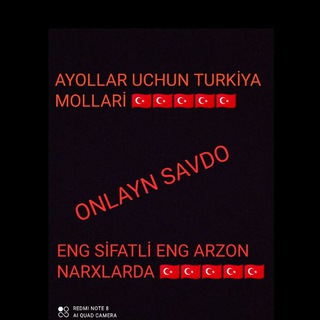 AYOLLAR UCHUN TURKİYA
MOLLARİ 🇹🇷🇹🇷🇹🇷🇹🇷🇹🇷
ONLAYN SAVDO
ENG SİFATLİ ENG ARZON
NARXLARDA 🇹🇷🇹🇷🇹🇷🇹🇷🇹🇷
REDMI NOTE 8
AI QUAD CAMERA